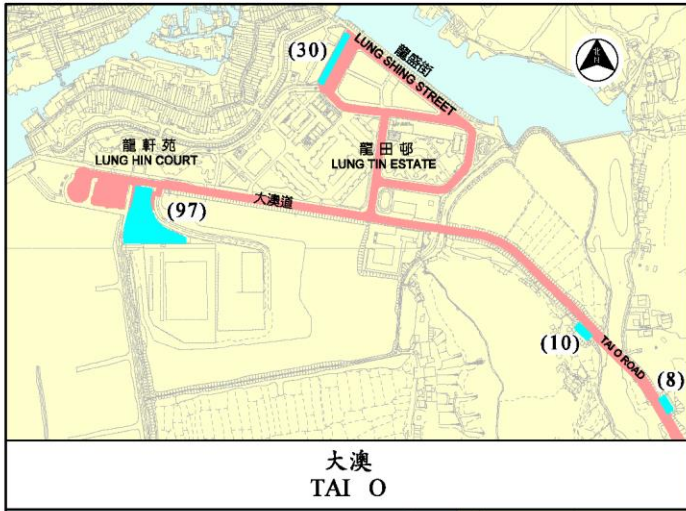 (30)
龍盛街
LUNG SHING STREET
北
N
龍軒苑
LUNG HIN COURT
龍田邨
LUNG TIN ESTATE
(97)
大澳道
(10)
TAI O ROAD
(8)
大澳
TAI O